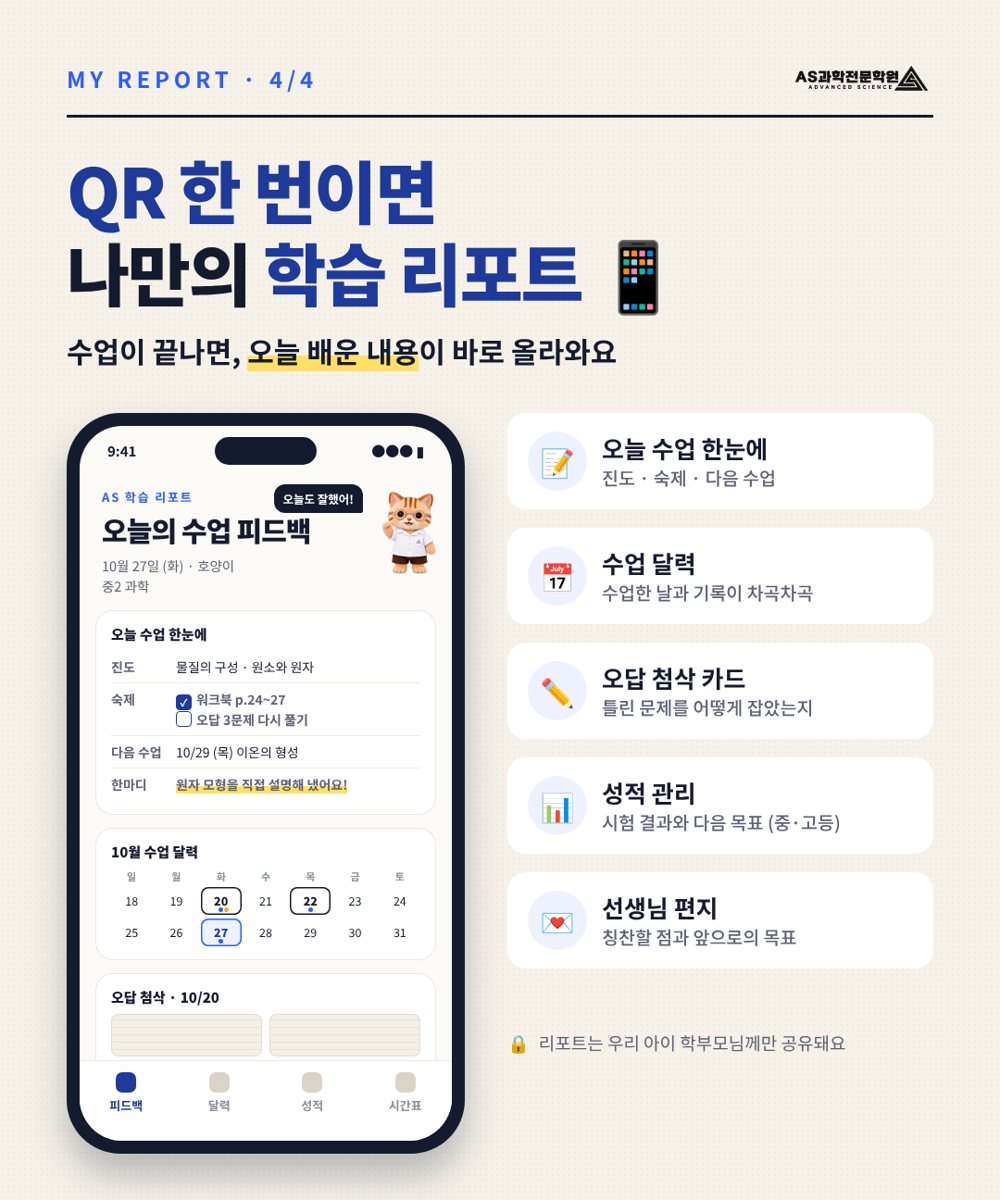 MY REPORT · 4/4
AS과학전문학원
ADVANCED SCIENCE
QR 한 번이면
나만의 학습 리포트
수업이 끝나면, 오늘 배운 내용이 바로 올라와요
9:41
AS 학습 리포트
오늘도 잘했어!
오늘의 수업 피드백
10월 27일 (화) · 호양이
중2 과학
오늘 수업 한눈에
진도 물질의 구성 · 원소와 원자
숙제 워크북 p.24~27
오답 3문제 다시 풀기
다음 수업 10/29 (목) 이온의 형성
한마디 원자 모형을 직접 설명해 냈어요!
10월 수업 달력
일 월 화 수 목 금 토
18 19 20 21 22 23 24
25 26 27 28 29 30 31
오답 첨삭 · 10/20
피드백 달력 성적 시간표
오늘 수업 한눈에
진도 · 숙제 · 다음 수업
July
17
수업 달력
수업한 날과 기록이 차곡차곡
오답 첨삭 카드
틀린 문제를 어떻게 잡았는지
성적 관리
시험 결과와 다음 목표 (중·고등)
선생님 편지
칭찬할 점과 앞으로의 목표
리포트는 우리 아이 학부모님께만 공유돼요